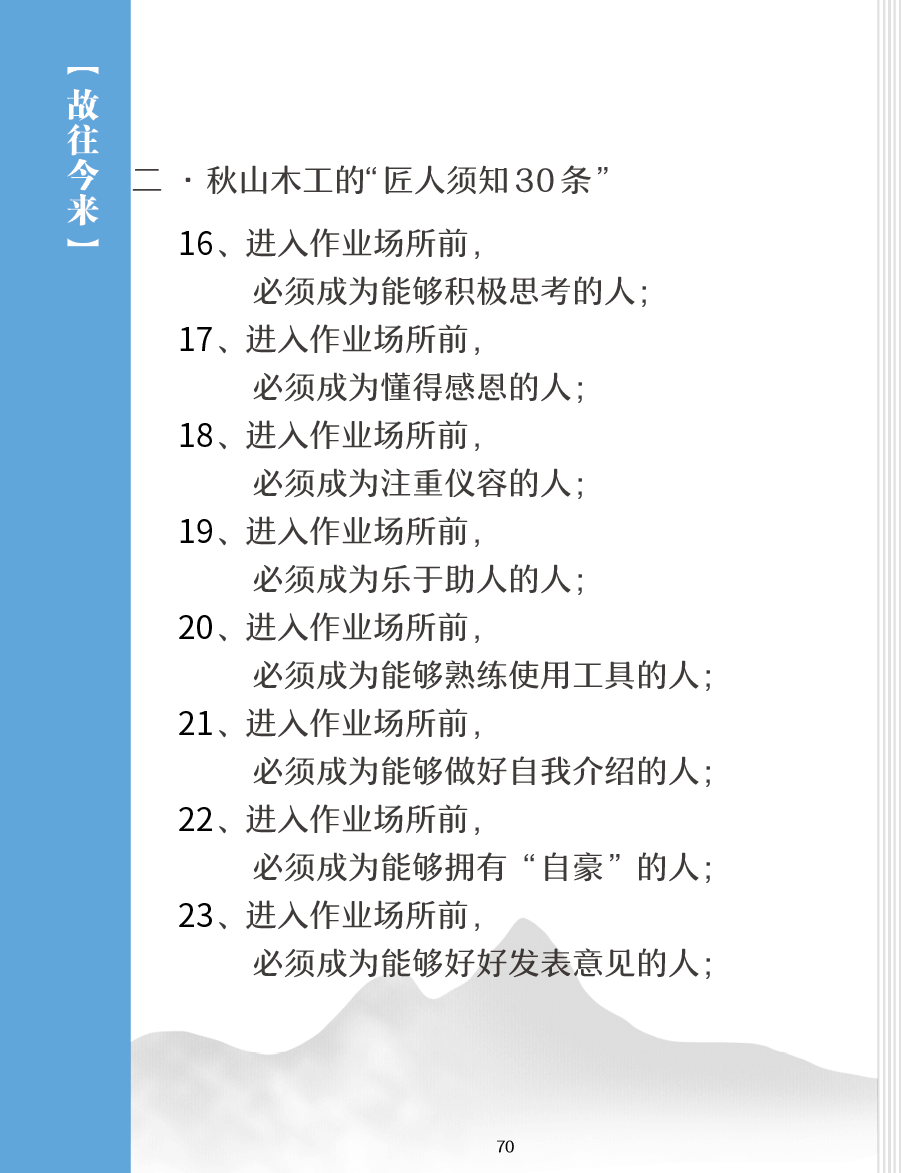 【故往今来】
二·秋山木工的“匠人须知30条”
16、进入作业场所前，
必须成为能够积极思考的人；
17、进入作业场所前，
必须成为懂得感恩的人；
18、进入作业场所前，
必须成为注重仪容的人；
19、进入作业场所前，
必须成为乐于助人的人；
20、进入作业场所前，
必须成为能够熟练使用工具的人；
21、进入作业场所前，
必须成为能够做好自我介绍的人；
22、进入作业场所前，
必须成为能够拥有“自豪”的人；
23、进入作业场所前，
必须成为能够好好发表意见的人；
70